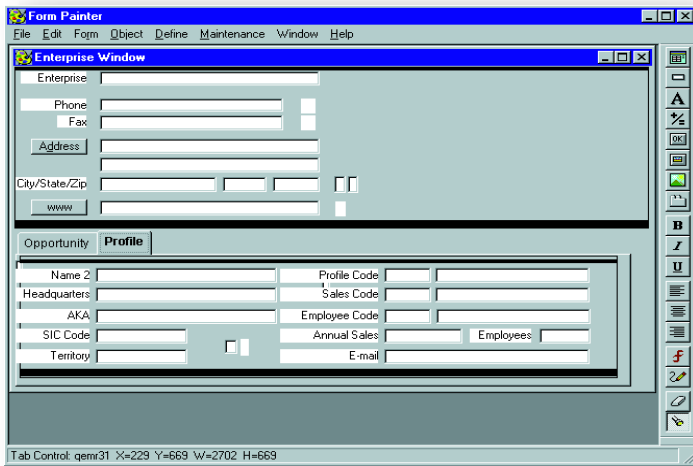 Form Painter
File Edit Form Object Define Maintenance Window Help
Enterprise Window
Enterprise
Phone
Fax
Address
City/State/Zip
www
Opportunity Profile
Name 2 Profile Code
Headquarters Sales Code
AKA Employee Code
SIC Code Annual Sales Employees
Territory E-mail
A
+/=
OK
B
I
U
f
Tab Control: qemr31 X=229 Y=669 W=2702 H=669